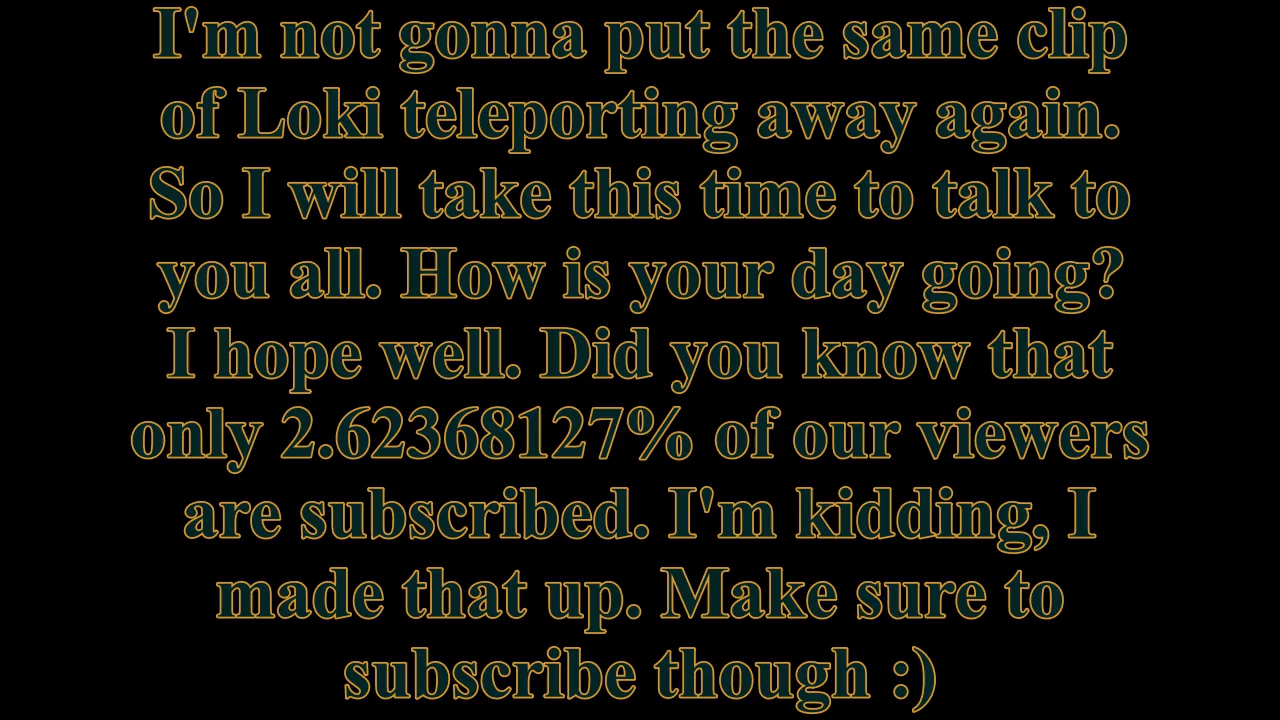 I'm not gonna put the same clip
of Loki teleporting away again.
So I will take this time to talk to
you all. How is your day going?
I hope well. Did you know that
only 2.62368127% of our viewers
are subscribed. I'm kidding, I
made that up. Make sure to
subscribe though :)